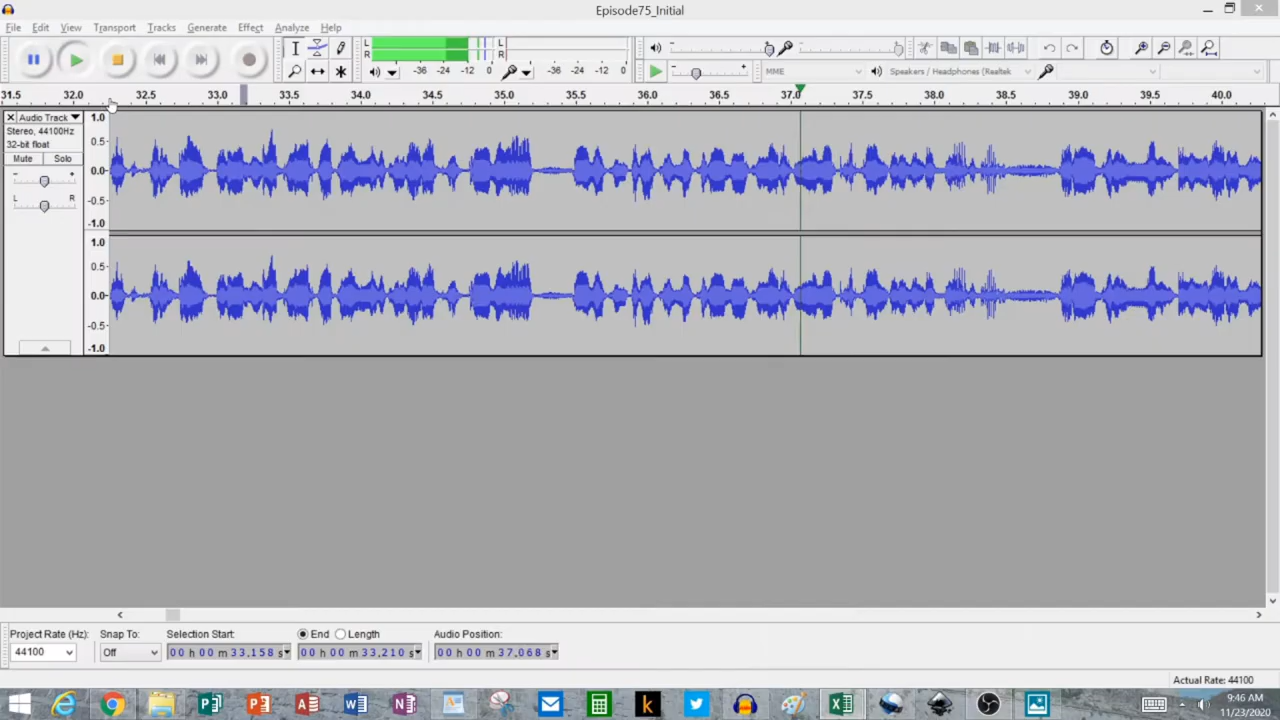 Episode75_Initial
File Edit View Transport Tracks Generate Effect Analyze Help
L R -36 -24 -12 0
L R -36 -24 -12 0
MME Speakers / Headphones (Realtek
31.5 32.0 32.5 33.0 33.5 34.0 34.5 35.0 35.5 36.0 36.5 37.0 37.5 38.0 38.5 39.0 39.5 40.0
Audio Track
Stereo, 44100Hz
32-bit float
Mute Solo
- +
L R
1.0
0.5
0.0
-0.5
-1.0
1.0
0.5
0.0
-0.5
-1.0
Project Rate (Hz): Snap To: Selection Start: End Length Audio Position:
44100 Off 00 h 00 m 33.158 s 00 h 00 m 33.210 s 00 h 00 m 37.068 s
Actual Rate: 44100
9:46 AM
11/23/2020